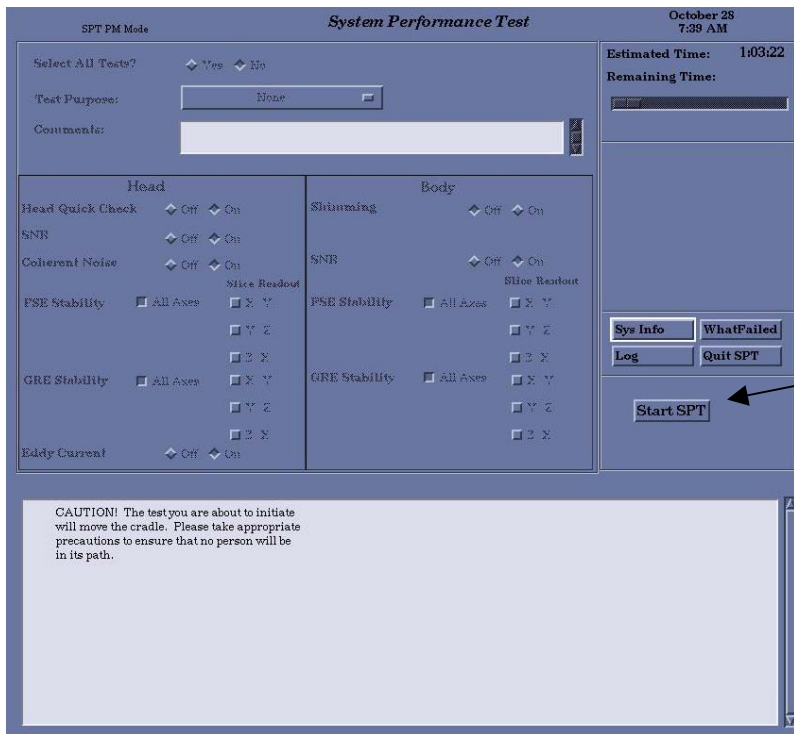 SPT PM Mode
System Performance Test
October 28
7:39 AM
Select All Tests? Yes No
Test Purpose: None
Comments:
Estimated Time: 1:03:22
Remaining Time:
Head
Head Quick Check Off On
SNR Off On
Coherent Noise Off On
Slice Readout
FSE Stability All Axes X Y
Y Z
Z X
GRE Stability All Axes X Y
Y Z
Z X
Eddy Current Off On
Body
Shimming Off On
SNR Off On
Slice Readout
FSE Stability All Axes X Y
Y Z
Z X
GRE Stability All Axes X Y
Y Z
Z X
Sys Info WhatFailed
Log Quit SPT
Start SPT
CAUTION! The test you are about to initiate
will move the cradle. Please take appropriate
precautions to ensure that no person will be
in its path.